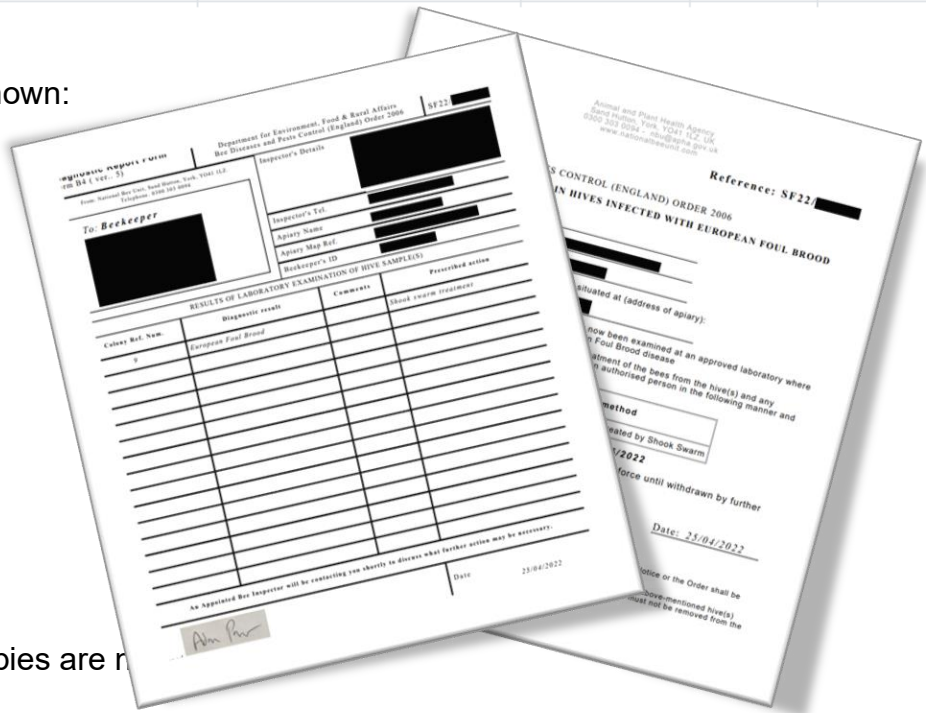 nown:
agnostic Report Form
rm B4 ( ver.. 5)
From: National Bee Unit, Sand Hutton, York, YO41 1LZ.
Telephone. 0300 303 0094
Department for Environment, Food & Rural Affairs
Bee Diseases and Pests Control (England) Order 2006
SF22/
To: Beekeeper
Inspector's Details
Inspector's Tel.
Apiary Name
Apiary Map Ref.
Beekeeper's ID
RESULTS OF LABORATORY EXAMINATION OF HIVE SAMPLE(S)
Colony Ref. Num. Diagnostic result Comments Prescribed action
9 European Foul Brood Shook swarm treatment
An Appointed Bee Inspector will be contacting you shortly to discuss what further action may be necessary.
Date 25/04/2022
Animal and Plant Health Agency
Sand Hutton, York, YO41 1LZ, UK
0300 303 0094 , nbu@apha.gov.uk
www.nationalbeeunit.com
Reference: SF22/
S CONTROL (ENGLAND) ORDER 2006
IN HIVES INFECTED WITH EUROPEAN FOUL BROOD
situated at (address of apiary):
now been examined at an approved laboratory where
n Foul Brood disease
atment of the bees from the hive(s) and any
n authorised person in the following manner and
method
eated by Shook Swarm
/2022
force until withdrawn by further
Date: 25/04/2022
otice or the Order shall be
bove-mentioned hive(s)
must not be removed from the
pies are